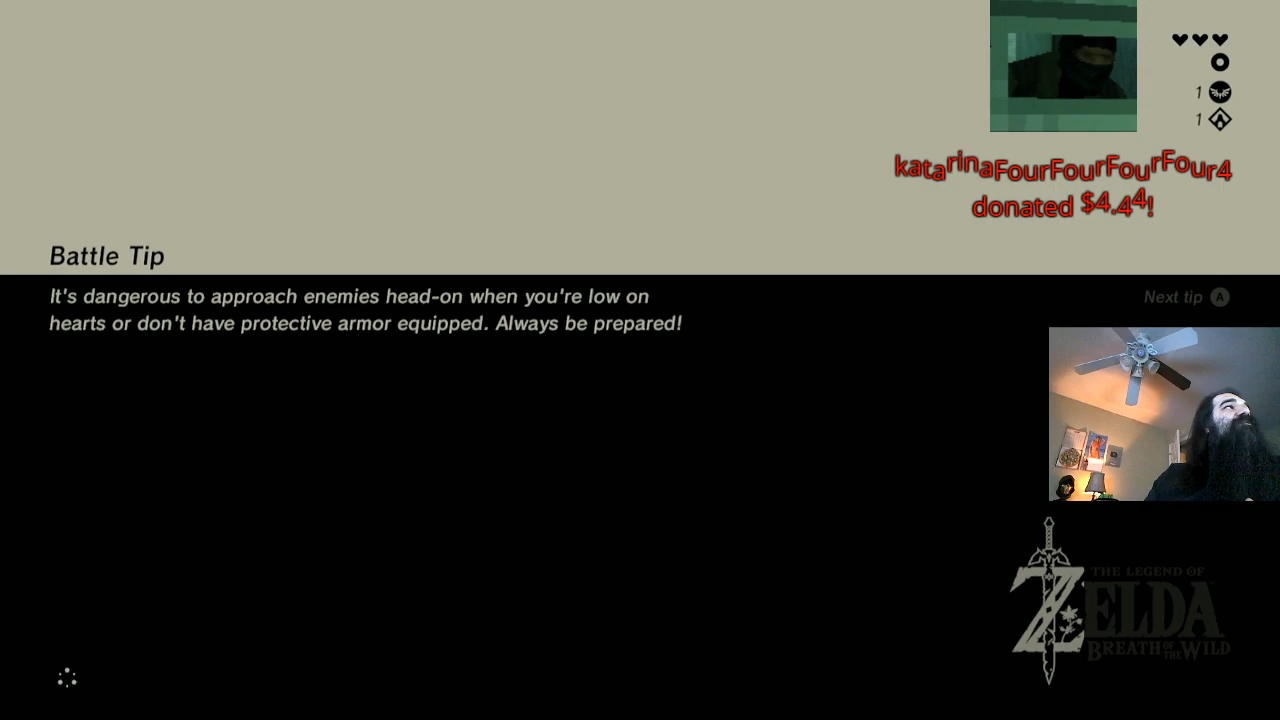 1
1
katarinaFourFourFourFour4
donated $4.44!
Battle Tip
It's dangerous to approach enemies head-on when you're low on
hearts or don't have protective armor equipped. Always be prepared!
Next tip A
THE LEGEND OF
ZELDA
BREATH OF THE WILD